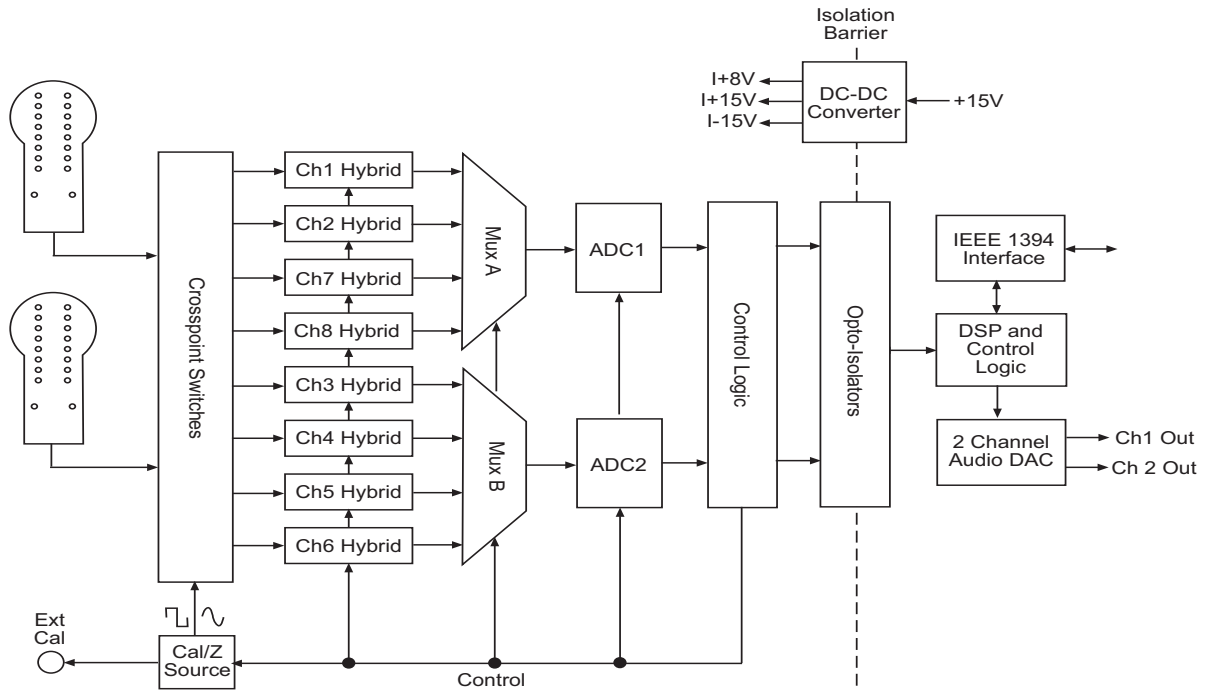 Isolation
Barrier
I+8V
I+15V
I-15V
DC-DC
Converter
+15V
Crosspoint Switches
Ch1 Hybrid
Ch2 Hybrid
Ch7 Hybrid
Ch8 Hybrid
Ch3 Hybrid
Ch4 Hybrid
Ch5 Hybrid
Ch6 Hybrid
Mux A
Mux B
ADC1
ADC2
Control Logic
Opto-Isolators
IEEE 1394
Interface
DSP and
Control
Logic
2 Channel
Audio DAC
Ch1 Out
Ch 2 Out
Ext
Cal
Cal/Z
Source
Control